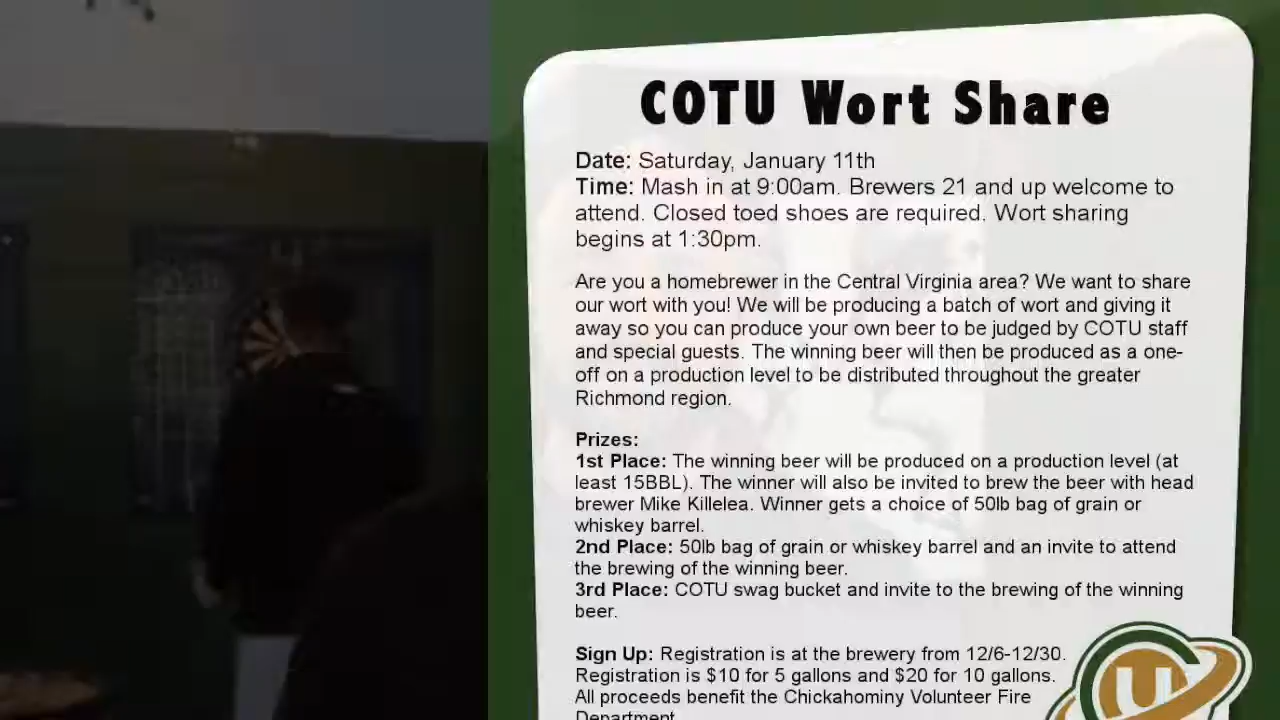 COTU Wort Share
Date: Saturday, January 11th
Time: Mash in at 9:00am. Brewers 21 and up welcome to
attend. Closed toed shoes are required. Wort sharing
begins at 1:30pm.
Are you a homebrewer in the Central Virginia area? We want to share
our wort with you! We will be producing a batch of wort and giving it
away so you can produce your own beer to be judged by COTU staff
and special guests. The winning beer will then be produced as a one-
off on a production level to be distributed throughout the greater
Richmond region.
Prizes:
1st Place: The winning beer will be produced on a production level (at
least 15BBL). The winner will also be invited to brew the beer with head
brewer Mike Killelea. Winner gets a choice of 50lb bag of grain or
whiskey barrel.
2nd Place: 50lb bag of grain or whiskey barrel and an invite to attend
the brewing of the winning beer.
3rd Place: COTU swag bucket and invite to the brewing of the winning
beer.
Sign Up: Registration is at the brewery from 12/6-12/30.
Registration is $10 for 5 gallons and $20 for 10 gallons.
All proceeds benefit the Chickahominy Volunteer Fire
Department
U